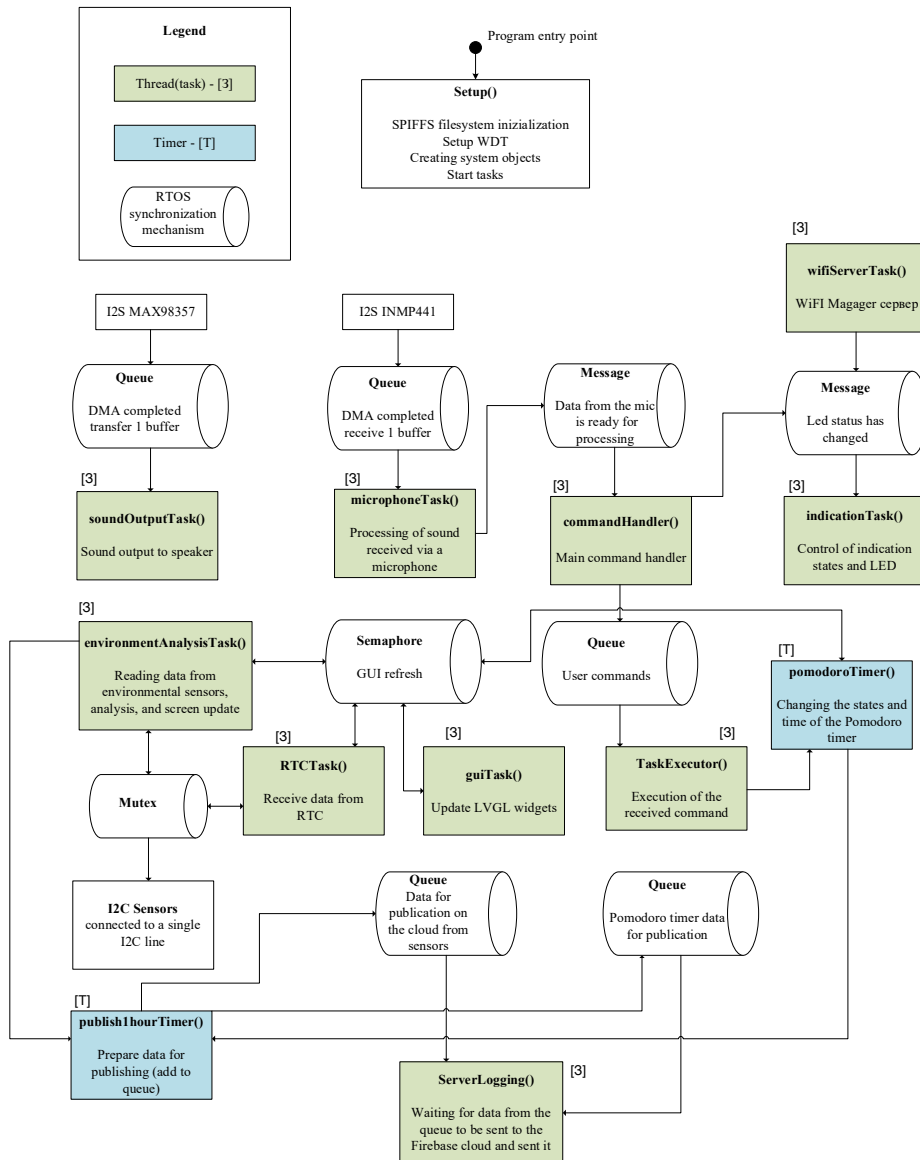 Legend
Thread(task) - [3]
Timer - [T]
RTOS
synchronization
mechanism
Program entry point
Setup()
SPIFFS filesystem inizialization
Setup WDT
Creating system objects
Start tasks
[3]
wifiServerTask()
WiFI Magager сервер
I2S MAX98357
I2S INMP441
Queue
DMA completed
transfer 1 buffer
Queue
DMA completed
receive 1 buffer
Message
Data from the mic
is ready for
processing
Message
Led status has
changed
[3]
soundOutputTask()
Sound output to speaker
[3]
microphoneTask()
Processing of sound
received via a
microphone
[3]
commandHandler()
Main command handler
[3]
indicationTask()
Control of indication
states and LED
[3]
environmentAnalysisTask()
Reading data from
environmental sensors,
analysis, and screen update
Semaphore
GUI refresh
Queue
User commands
[T]
pomodoroTimer()
Changing the states and
time of the Pomodoro
timer
Mutex
[3]
RTCTask()
Receive data from
RTC
[3]
guiTask()
Update LVGL widgets
[3]
TaskExecutor()
Execution of the
received command
I2C Sensors
connected to a single
I2C line
Queue
Data for
publication on
the cloud from
sensors
Queue
Pomodoro timer data
for publication
[T]
publish1hourTimer()
Prepare data for
publishing (add to
queue)
[3]
ServerLogging()
Waiting for data from the
queue to be sent to the
Firebase cloud and sent it